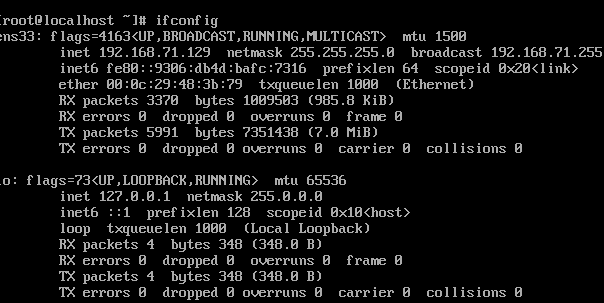 [root@localhost ~]# ifconfig
ens33: flags=4163<UP,BROADCAST,RUNNING,MULTICAST>  mtu 1500
inet 192.168.71.129  netmask 255.255.255.0  broadcast 192.168.71.255
inet6 fe80::9306:db4d:bafc:7316  prefixlen 64  scopeid 0x20<link>
ether 00:0c:29:48:3b:79  txqueuelen 1000  (Ethernet)
RX packets 3370  bytes 1009503 (985.8 KiB)
RX errors 0  dropped 0  overruns 0  frame 0
TX packets 5991  bytes 7351438 (7.0 MiB)
TX errors 0  dropped 0 overruns 0  carrier 0  collisions 0
lo: flags=73<UP,LOOPBACK,RUNNING>  mtu 65536
inet 127.0.0.1  netmask 255.0.0.0
inet6 ::1  prefixlen 128  scopeid 0x10<host>
loop  txqueuelen 1000  (Local Loopback)
RX packets 4  bytes 348 (348.0 B)
RX errors 0  dropped 0  overruns 0  frame 0
TX packets 4  bytes 348 (348.0 B)
TX errors 0  dropped 0 overruns 0  carrier 0  collisions 0